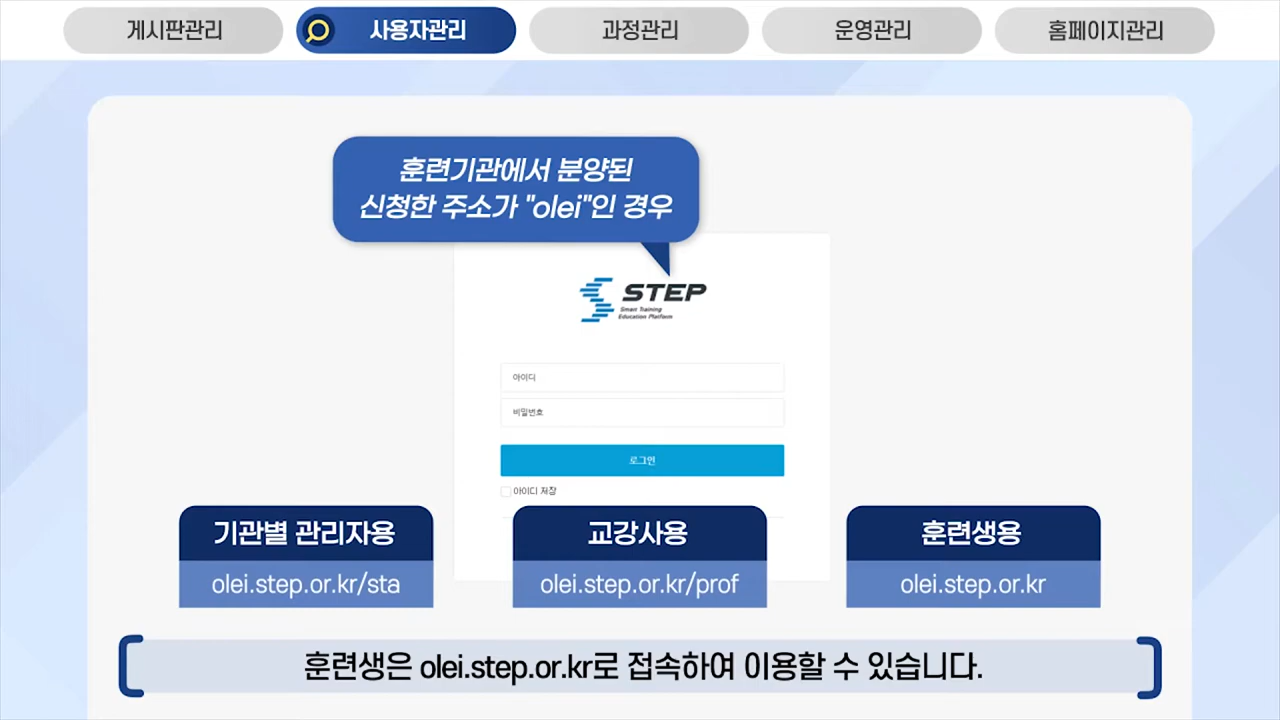 게시판관리
사용자관리
과정관리
운영관리
홈페이지관리
훈련기관에서 분양된
신청한 주소가 "olei"인 경우
STEP
Smart Training
Education Platform
아이디
비밀번호
로그인
아이디 저장
기관별 관리자용
olei.step.or.kr/sta
교강사용
olei.step.or.kr/prof
훈련생용
olei.step.or.kr
훈련생은 olei.step.or.kr로 접속하여 이용할 수 있습니다.